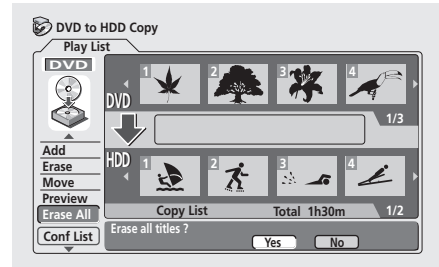 DVD to HDD Copy
Play List
DVD
1 2 3 4
DVD
1/3
Add
Erase
Move
Preview
Erase All
Conf List
HDD
1 2 3 4
Copy List Total 1h30m 1/2
Erase all titles ?
Yes No